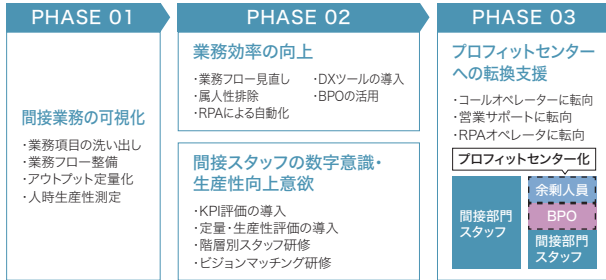 PHASE 01
間接業務の可視化
・業務項目の洗い出し
・業務フロー整備
・アウトプット定量化
・人時生産性測定
PHASE 02
業務効率の向上
・業務フロー見直し ・DXツールの導入
・属人性排除 ・BPOの活用
・RPAによる自動化
間接スタッフの数字意識・
生産性向上意欲
・KPI評価の導入
・定量・生産性評価の導入
・階層別スタッフ研修
・ビジョンマッチング研修
PHASE 03
プロフィットセンター
への転換支援
・コールオペレーターに転向
・営業サポートに転向
・RPAオペレータに転向
プロフィットセンター化
間接部門
スタッフ
余剰人員
BPO
間接部門
スタッフ